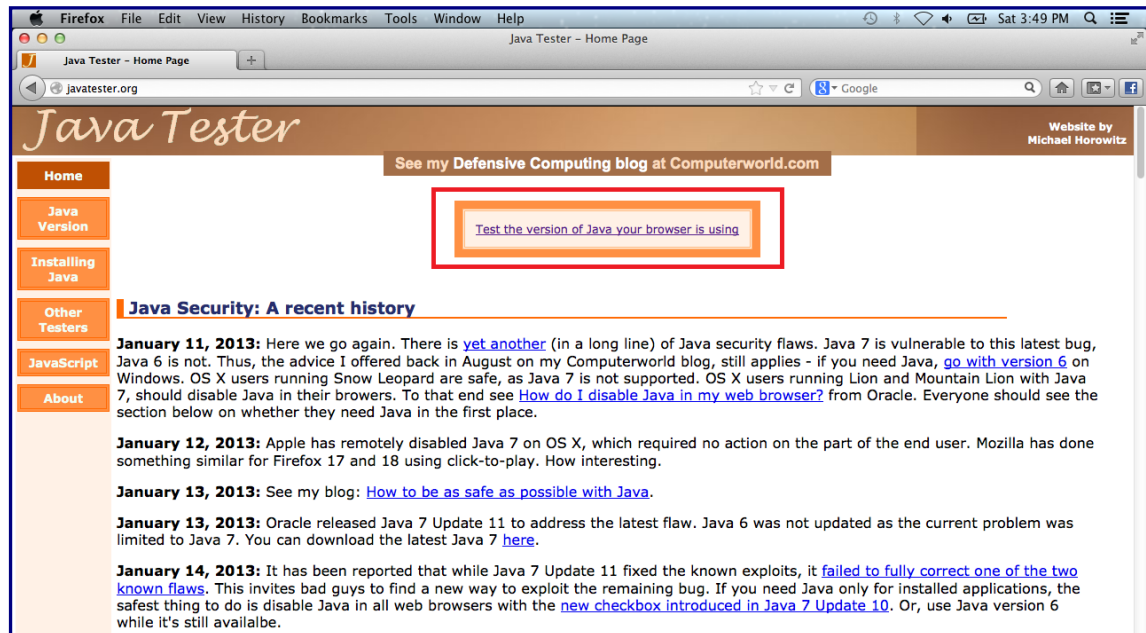 Firefox File Edit View History Bookmarks Tools Window Help Sat 3:49 PM
Java Tester – Home Page
Java Tester – Home Page
javatester.org
Google
Java Tester
Website by
Michael Horowitz
See my Defensive Computing blog at Computerworld.com
Home
Java
Version
Installing
Java
Other
Testers
JavaScript
About
Test the version of Java your browser is using
Java Security: A recent history
January 11, 2013: Here we go again. There is yet another (in a long line) of Java security flaws. Java 7 is vulnerable to this latest bug,
Java 6 is not. Thus, the advice I offered back in August on my Computerworld blog, still applies - if you need Java, go with version 6 on
Windows. OS X users running Snow Leopard are safe, as Java 7 is not supported. OS X users running Lion and Mountain Lion with Java
7, should disable Java in their browers. To that end see How do I disable Java in my web browser? from Oracle. Everyone should see the
section below on whether they need Java in the first place.
January 12, 2013: Apple has remotely disabled Java 7 on OS X, which required no action on the part of the end user. Mozilla has done
something similar for Firefox 17 and 18 using click-to-play. How interesting.
January 13, 2013: See my blog: How to be as safe as possible with Java.
January 13, 2013: Oracle released Java 7 Update 11 to address the latest flaw. Java 6 was not updated as the current problem was
limited to Java 7. You can download the latest Java 7 here.
January 14, 2013: It has been reported that while Java 7 Update 11 fixed the known exploits, it failed to fully correct one of the two
known flaws. This invites bad guys to find a new way to exploit the remaining bug. If you need Java only for installed applications, the
safest thing to do is disable Java in all web browsers with the new checkbox introduced in Java 7 Update 10. Or, use Java version 6
while it's still availalbe.